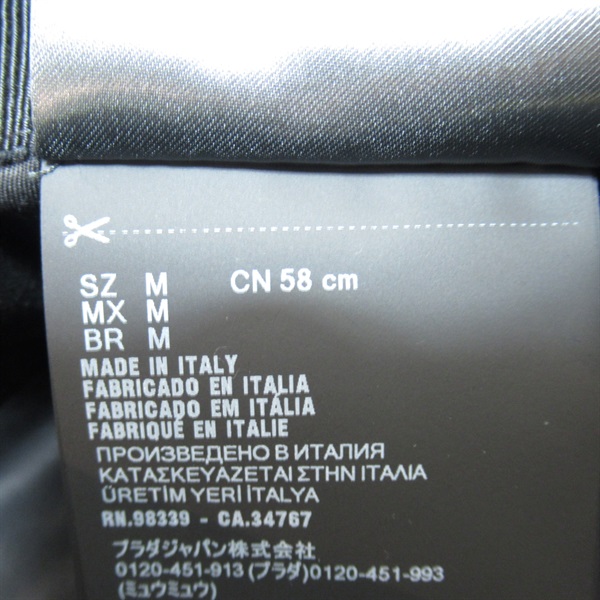 SZ M CN 58 cm
MX M
BR M
MADE IN ITALY
FABRICADO EN ITALIA
FABRICADO EM ITALIA
FABRIQUÉ EN ITALIE
ПРОИЗВЕДЕНО В ИТАЛИЯ
ΚΑΤΑΣΚΕΥΑΖΕΤΑΙ ΣΤΗΝ ΙΤΑΛΙΑ
ÜRETİM YERİ İTALYA
RN.98339 - CA.34767
プラダジャパン株式会社
0120-451-913 (プラダ)0120-451-993
(ミュウミュウ)